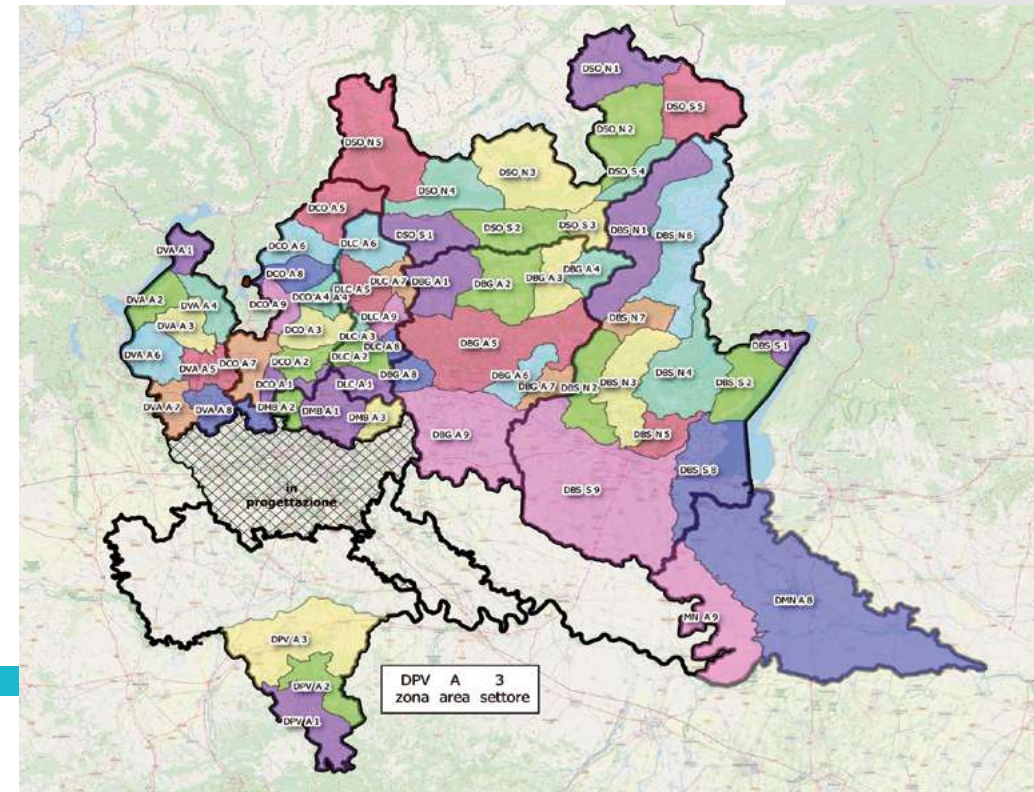 DSO N 1
DSO S 5
DSO N 2
DSO N 5
DSO N 3
DSO S 4
DSO N 4
DCO A 5
DSO S 1
DSO S 2
DSO S 3
DBS N 1
DBS N 6
DVA A 1
DCO A 6
DLC A 6
DCO A 8
DLC A 5
DLC A 7
DBG A 1
DBG A 2
DBG A 3
DBG A 4
DVA A 2
DVA A 4
DCO A 9
DCO A 4
A 4
DLC A 9
DVA A 3
DCO A 3
DLC A 3
DLC A 8
DBS N 7
DVA A 6
DVA A 5
DCO A 7
DCO A 2
DLC A 2
DBG A 5
DBS S 1
DCO A 1
DLC A 1
DBG A 8
DBG A 6
DBG A 7
DBS N 2
DBS N 3
DBS N 4
DBS S 2
DVA A 7
DVA A 8
DMB A 2
DMB A 1
DMB A 3
DBG A 9
DBS N 5
DBS S 8
DBS S 9
in
progettazione
DMN A 8
MN A 9
DPV A 3
DPV A 2
DPV A 1
DPV A 3
zona area settore